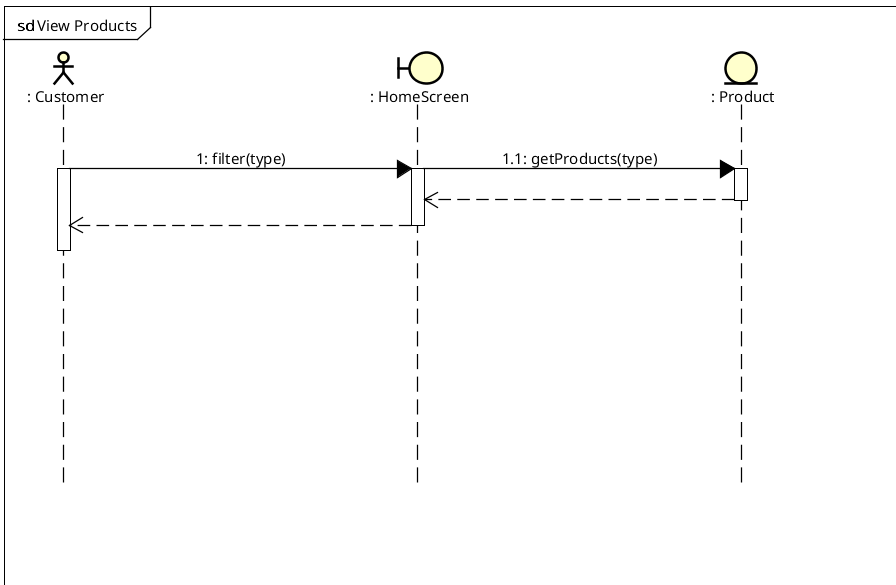 sd View Products
: Customer
: HomeScreen
: Product
1: filter(type)
1.1: getProducts(type)